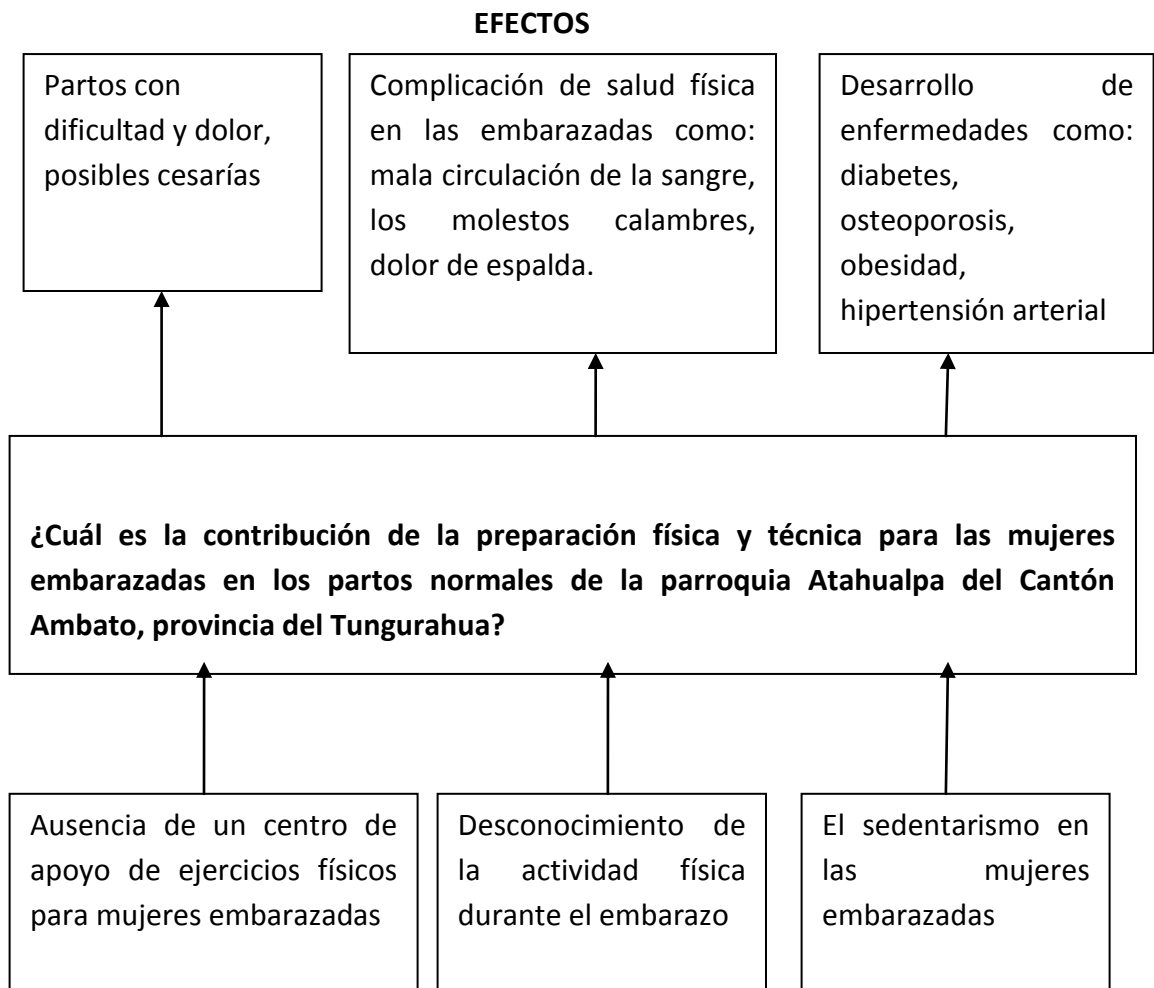 EFECTOS
Partos con
dificultad y dolor,
posibles cesarías
Complicación de salud física
en las embarazadas como:
mala circulación de la sangre,
los molestos calambres,
dolor de espalda.
Desarrollo de
enfermedades como:
diabetes,
osteoporosis,
obesidad,
hipertensión arterial
¿Cuál es la contribución de la preparación física y técnica para las mujeres
embarazadas en los partos normales de la parroquia Atahualpa del Cantón
Ambato, provincia del Tungurahua?
Ausencia de un centro de
apoyo de ejercicios físicos
para mujeres embarazadas
Desconocimiento de
la actividad física
durante el embarazo
El sedentarismo en
las mujeres
embarazadas